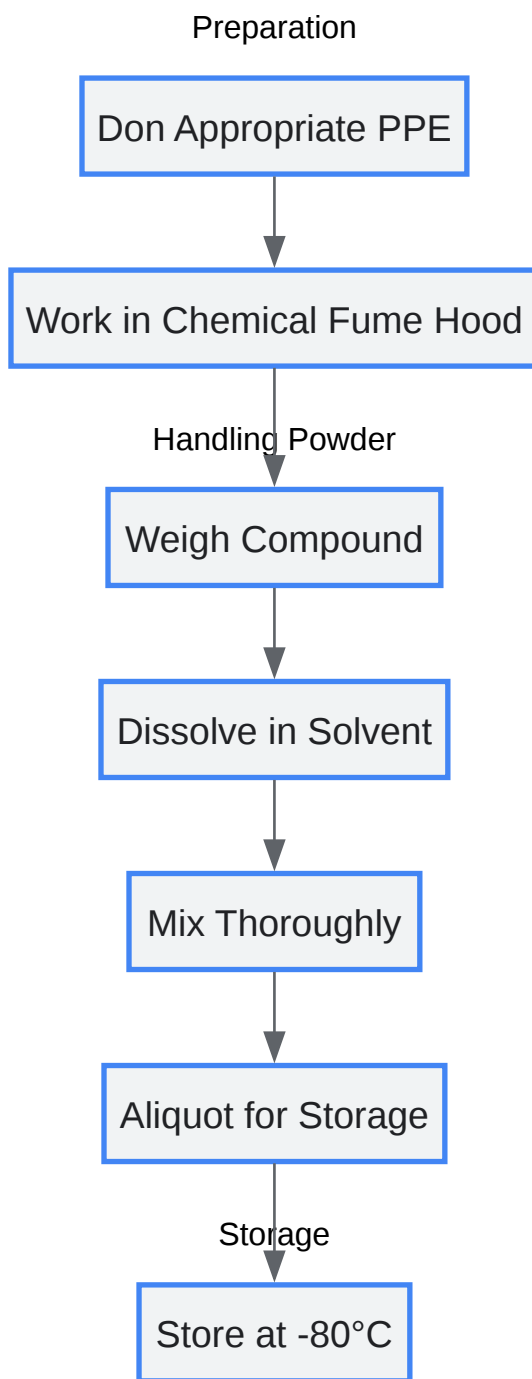 Preparation
Don Appropriate PPE
Work in Chemical Fume Hood
Handling Powder
Weigh Compound
Dissolve in Solvent
Mix Thoroughly
Aliquot for Storage
Storage
Store at -80°C